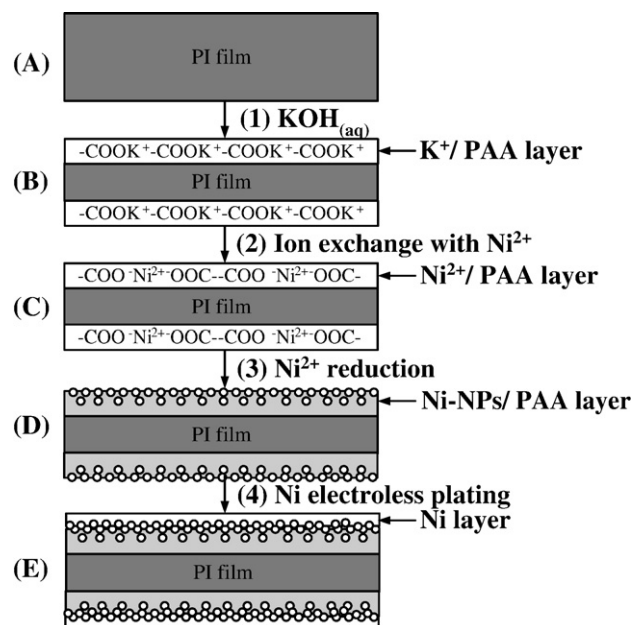 (A)
PI film
(1) KOH(aq)
-COOK⁺-COOK⁺-COOK⁺-COOK⁺
K⁺/ PAA layer
(B)
PI film
-COOK⁺-COOK⁺-COOK⁺-COOK⁺
(2) Ion exchange with Ni²⁺
-COO⁻Ni²⁺⁻OOC--COO⁻Ni²⁺⁻OOC-
Ni²⁺/ PAA layer
(C)
PI film
-COO⁻Ni²⁺⁻OOC--COO⁻Ni²⁺⁻OOC-
(3) Ni²⁺ reduction
Ni-NPs/ PAA layer
(D)
PI film
(4) Ni electroless plating
Ni layer
(E)
PI film